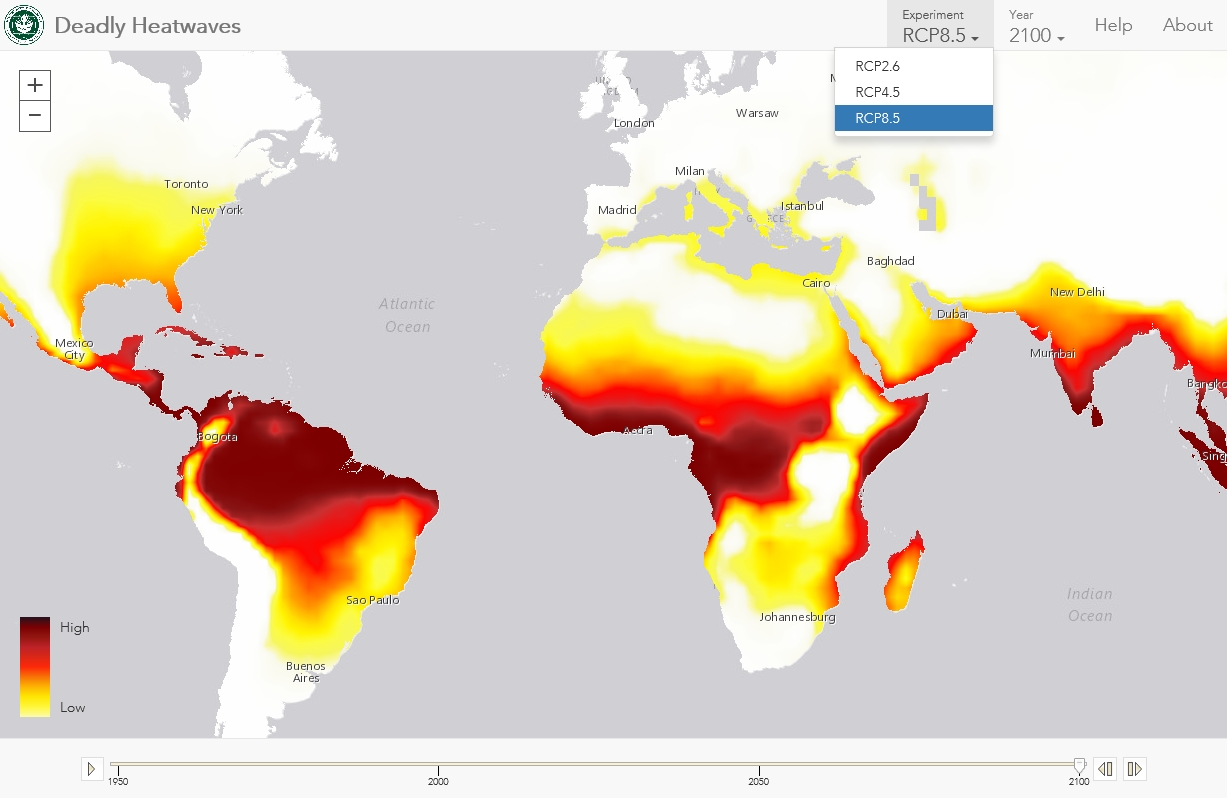 Deadly Heatwaves
Experiment
RCP8.5
Year
2100
Help
About
RCP2.6
RCP4.5
RCP8.5
+
−
London
Warsaw
Toronto
New York
Milan
Madrid
Istanbul
Baghdad
Cairo
Dubai
New Delhi
Mumbai
Atlantic
Ocean
Mexico
City
Bogota
Accra
Sao Paulo
Johannesburg
Indian
Ocean
Buenos
Aires
High
Low
1950
2000
2050
2100